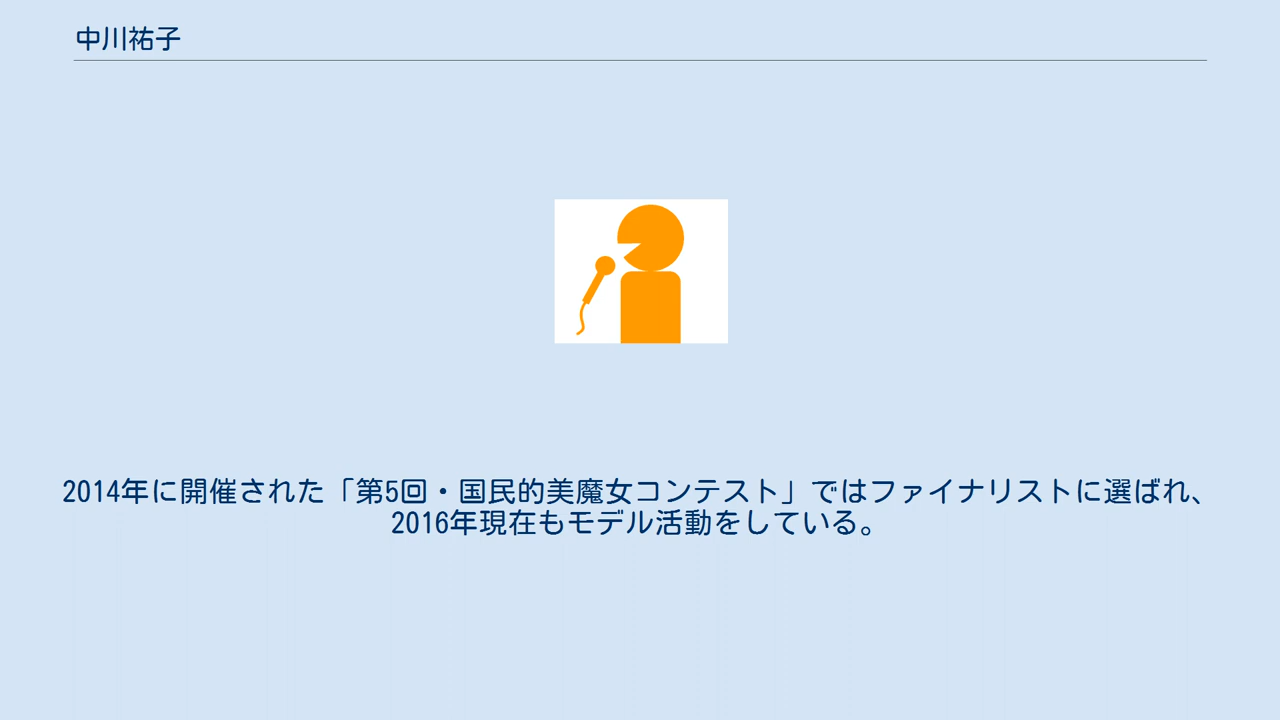 中川祐子
2014年に開催された「第5回・国民的美魔女コンテスト」ではファイナリストに選ばれ、
2016年現在もモデル活動をしている。